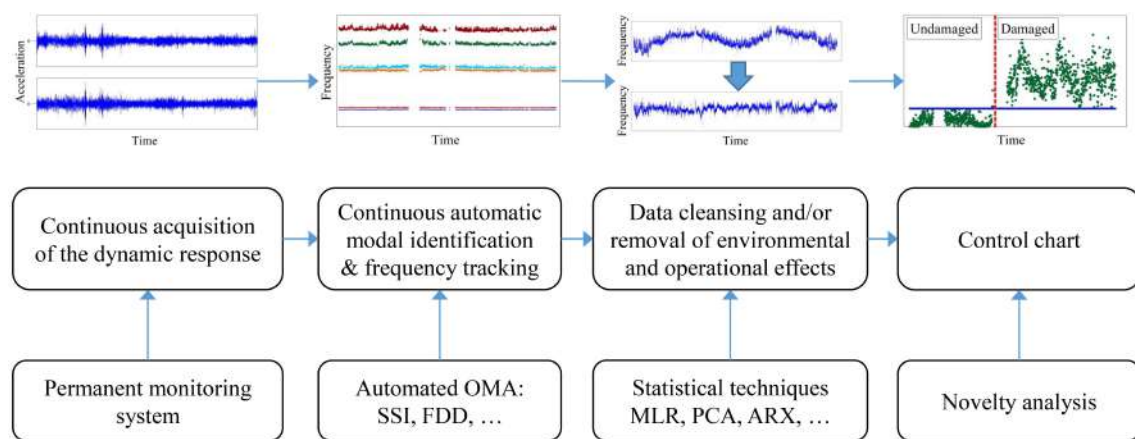 Acceleration
Time
Frequency
Time
Frequency
Frequency
Time
Undamaged
Damaged
Time
Continuous acquisition
of the dynamic response
Continuous automatic
modal identification
& frequency tracking
Data cleansing and/or
removal of environmental
and operational effects
Control chart
Permanent monitoring
system
Automated OMA:
SSI, FDD, …
Statistical techniques
MLR, PCA, ARX, …
Novelty analysis